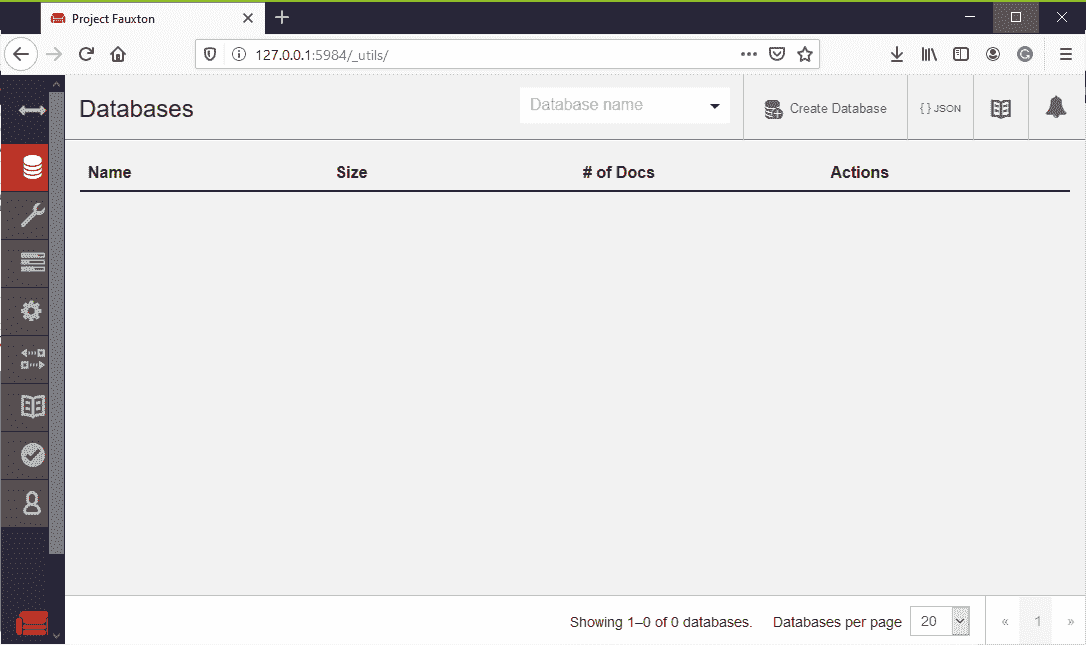 Project Fauxton
127.0.0.1:5984/_utils/
Databases
Database name
Create Database
{ } JSON
Name Size # of Docs Actions
Showing 1–0 of 0 databases. Databases per page 20 « 1 »